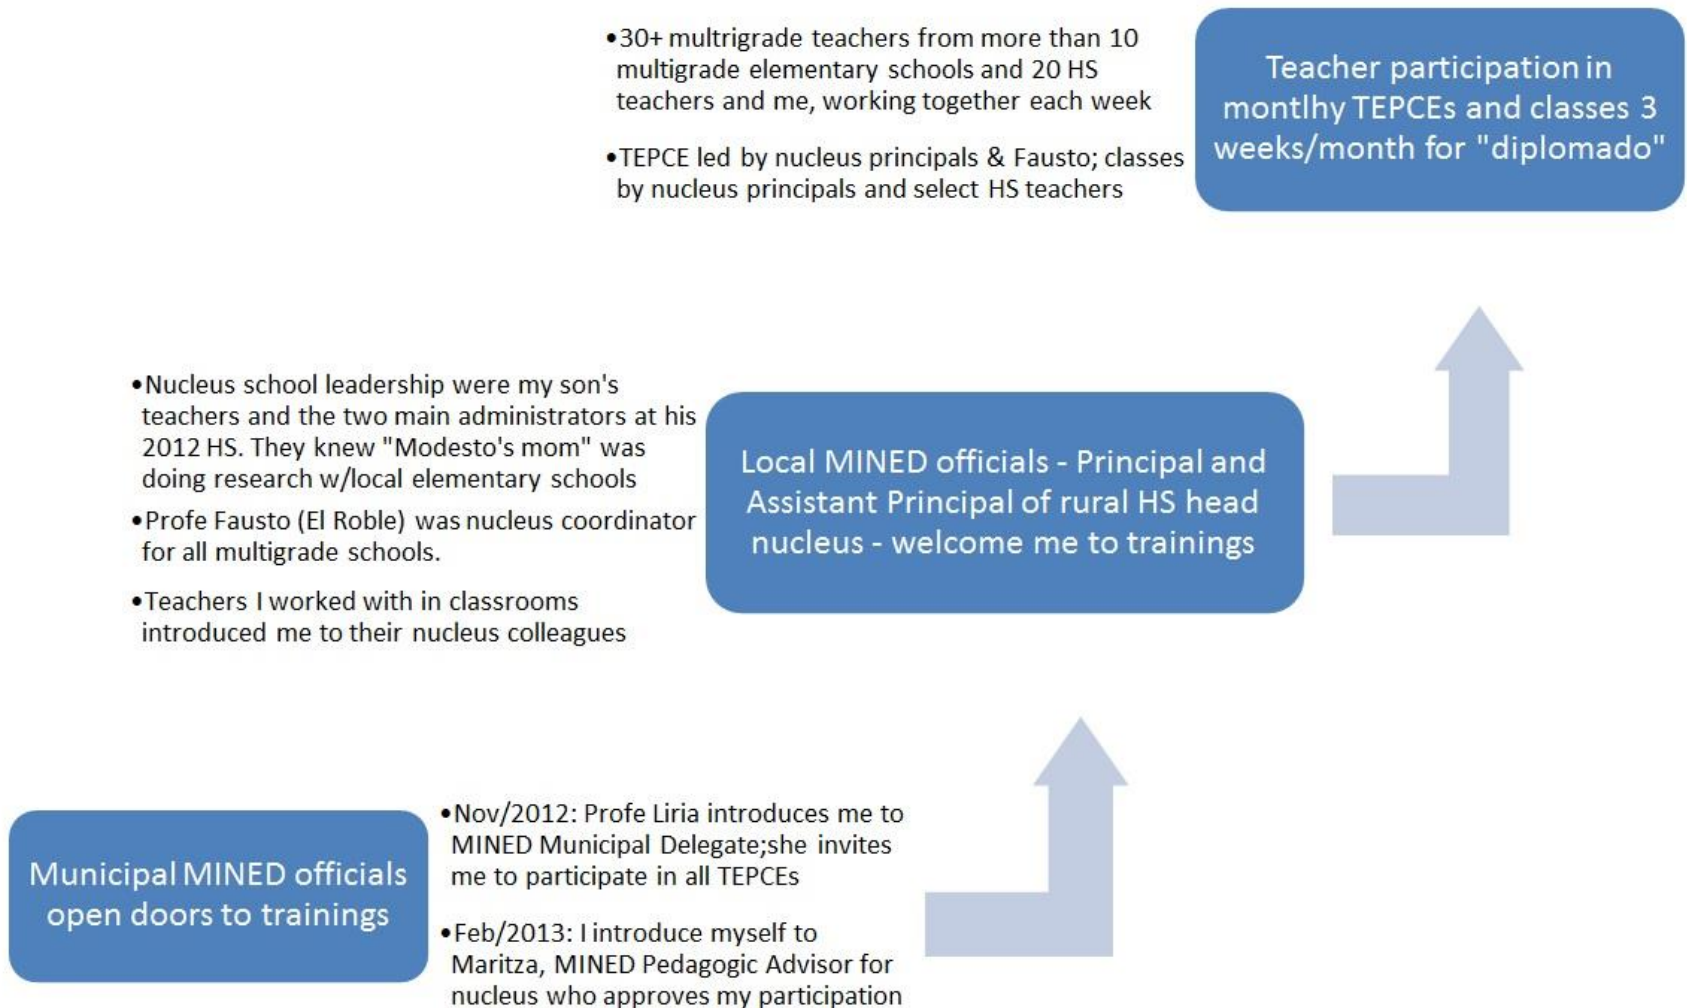 •30+ multrigrade teachers from more than 10
multigrade elementary schools and 20 HS
teachers and me, working together each week
•TEPCE led by nucleus principals & Fausto; classes
by nucleus principals and select HS teachers
Teacher participation in
montlhy TEPCEs and classes 3
weeks/month for "diplomado"
•Nucleus school leadership were my son's
teachers and the two main administrators at his
2012 HS. They knew "Modesto's mom" was
doing research w/local elementary schools
•Profe Fausto (El Roble) was nucleus coordinator
for all multigrade schools.
•Teachers I worked with in classrooms
introduced me to their nucleus colleagues
Local MINED officials - Principal and
Assistant Principal of rural HS head
nucleus - welcome me to trainings
Municipal MINED officials
open doors to trainings
•Nov/2012: Profe Liria introduces me to
MINED Municipal Delegate;she invites
me to participate in all TEPCEs
•Feb/2013: I introduce myself to
Maritza, MINED Pedagogic Advisor for
nucleus who approves my participation